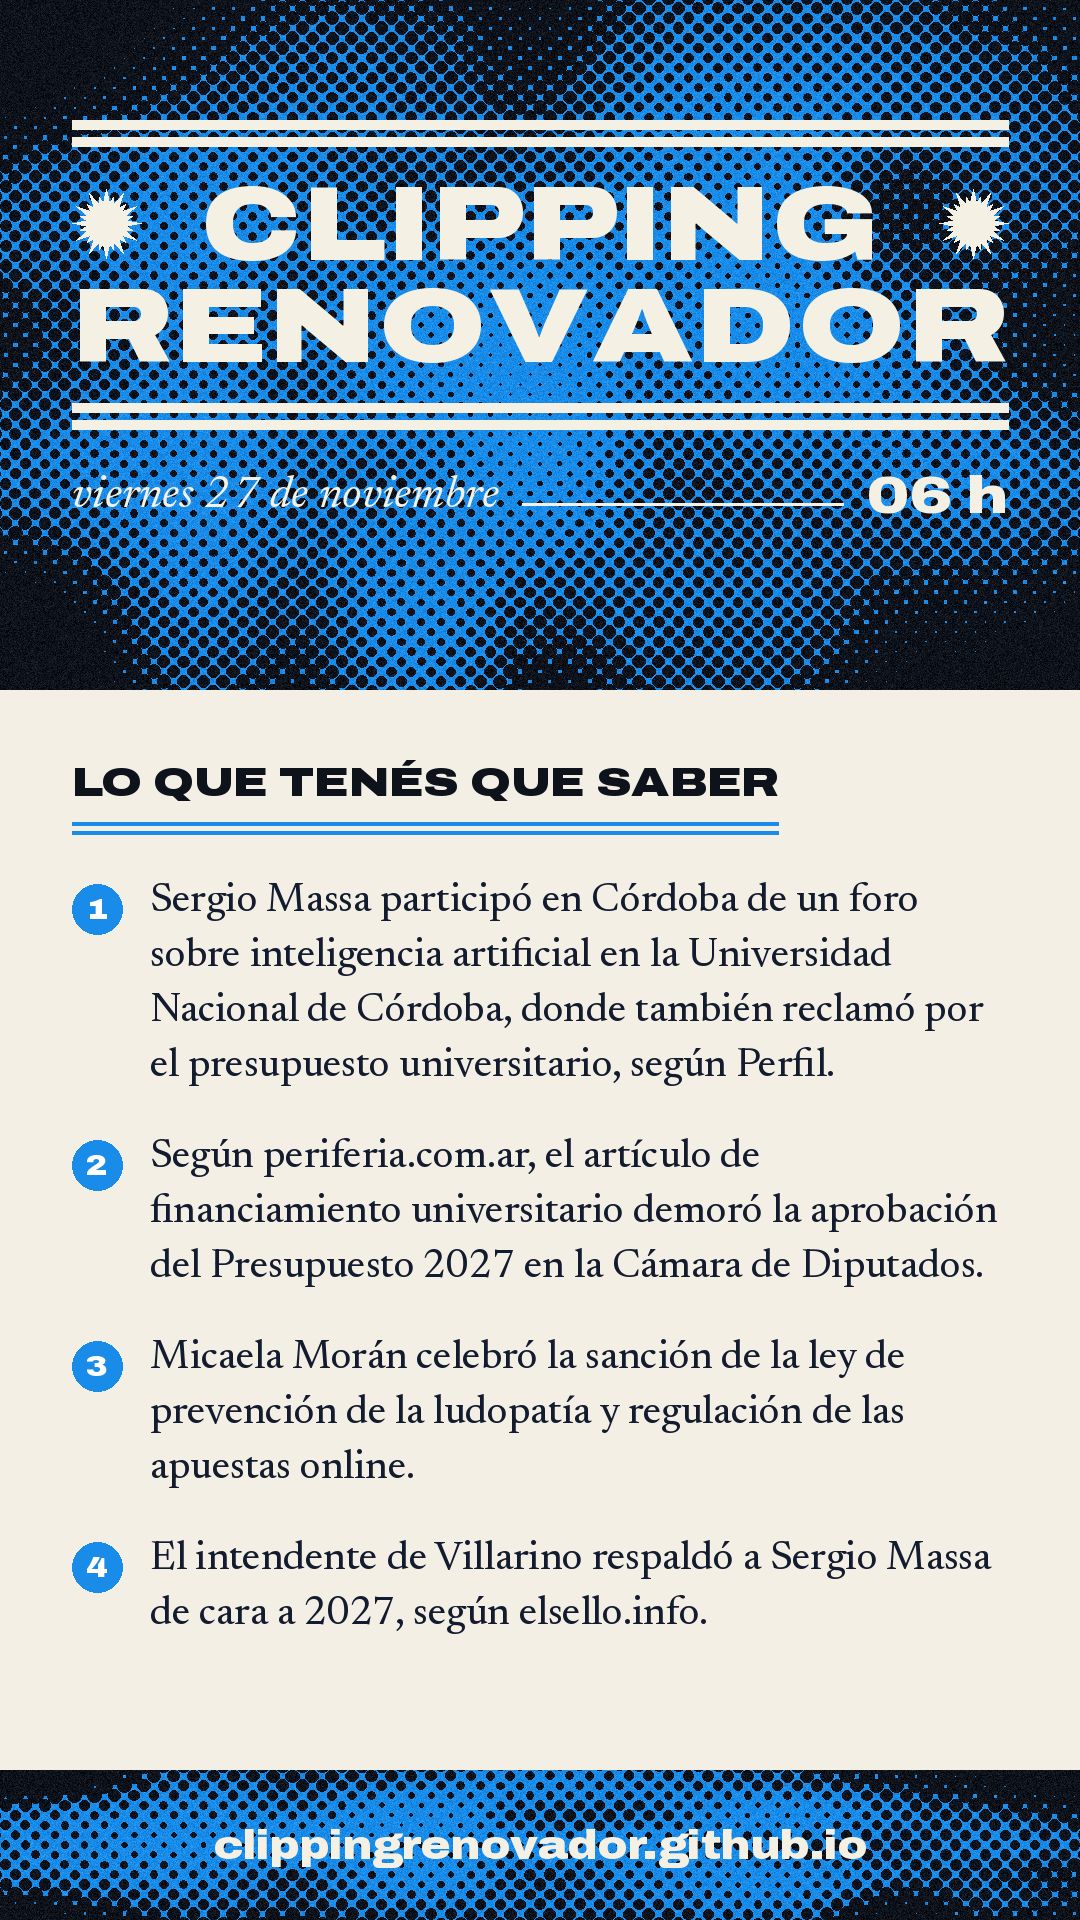 CLIPPING
RENOVADOR
viernes 27 de noviembre
06 h
LO QUE TENÉS QUE SABER
1
Sergio Massa participó en Córdoba de un foro
sobre inteligencia artificial en la Universidad
Nacional de Córdoba, donde también reclamó por
el presupuesto universitario, según Perfil.
2
Según periferia.com.ar, el artículo de
financiamiento universitario demoró la aprobación
del Presupuesto 2027 en la Cámara de Diputados.
3
Micaela Morán celebró la sanción de la ley de
prevención de la ludopatía y regulación de las
apuestas online.
4
El intendente de Villarino respaldó a Sergio Massa
de cara a 2027, según elsello.info.
clippingrenovador.github.io